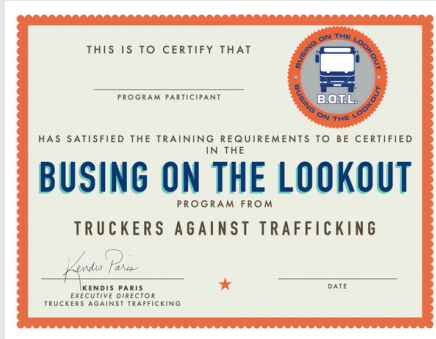 THIS IS TO CERTIFY THAT
PROGRAM PARTICIPANT
BUSING ON THE LOOKOUT
B.O.T.L.
BUSING ON THE LOOKOUT
HAS SATISFIED THE TRAINING REQUIREMENTS TO BE CERTIFIED
IN THE
BUSING ON THE LOOKOUT
PROGRAM FROM
TRUCKERS AGAINST TRAFFICKING
Kendis Paris
KENDIS PARIS
EXECUTIVE DIRECTOR
TRUCKERS AGAINST TRAFFICKING
DATE